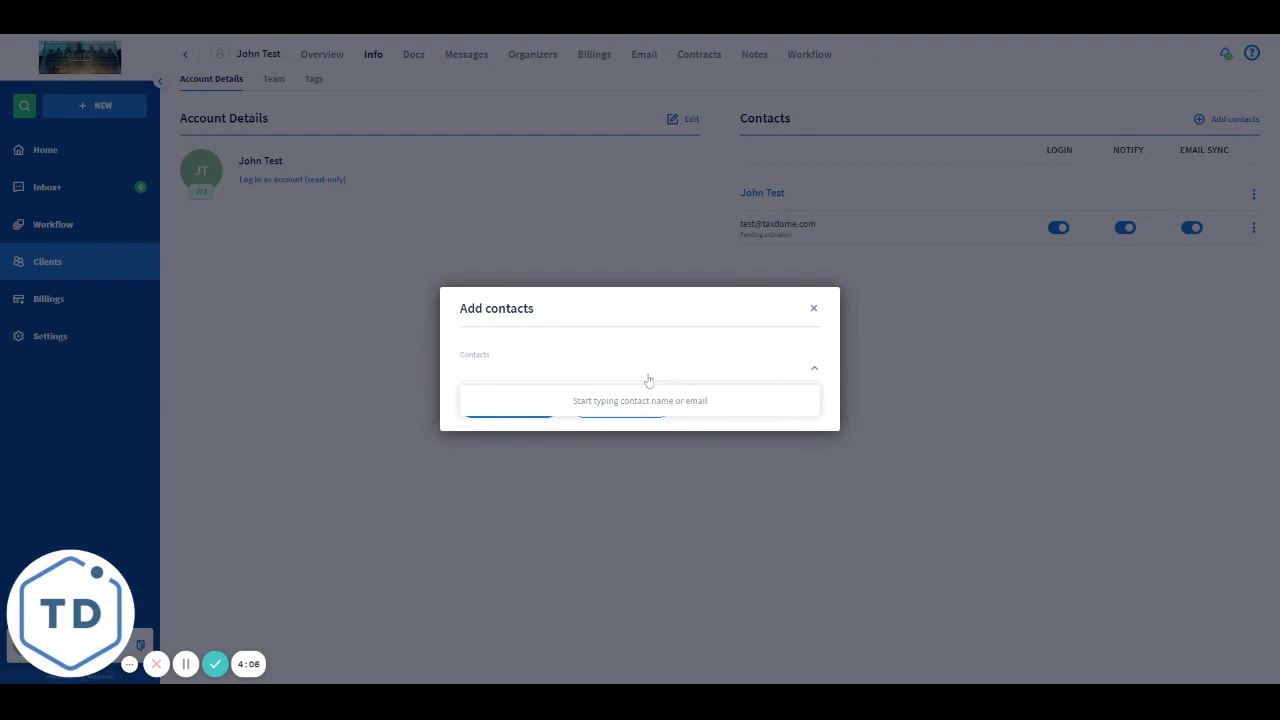 SUITS
John Test
Overview
Info
Docs
Messages
Organizers
Billings
Email
Contracts
Notes
Workflow
Account Details
Team
Tags
NEW
Home
Inbox+
6
Workflow
Clients
Billings
Settings
Account Details
Edit
JT
John Test
Log in as account (read-only)
Contacts
Add contacts
LOGIN
NOTIFY
EMAIL SYNC
John Test
test@taxdome.com
Pending activation
Add contacts
Contacts
Start typing contact name or email
TD
4:06